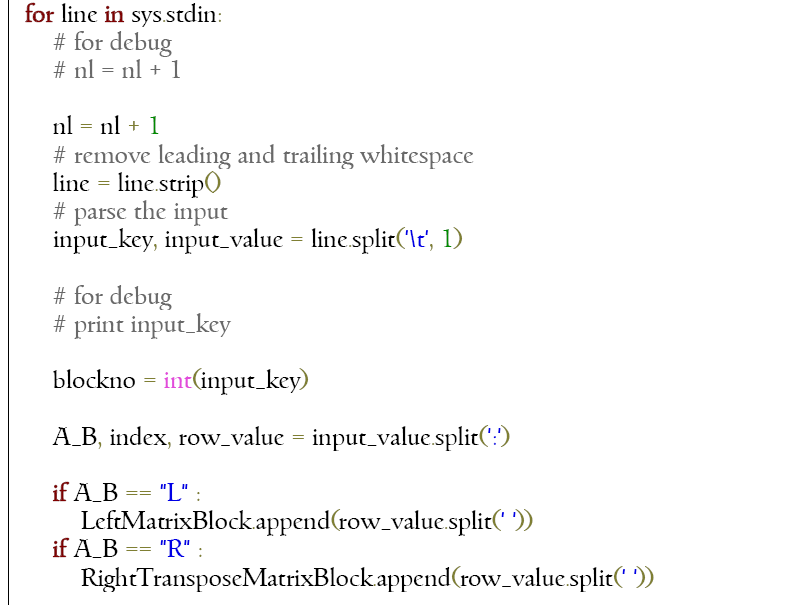 for line in sys.stdin:
    # for debug
    # nl = nl + 1

    nl = nl + 1
    # remove leading and trailing whitespace
    line = line.strip()
    # parse the input
    input_key, input_value = line.split('\t', 1)

    # for debug
    # print input_key

    blockno = int(input_key)

    A_B, index, row_value = input_value.split(':')

    if A_B == "L" :
        LeftMatrixBlock.append(row_value.split(' '))
    if A_B == "R" :
        RightTransposeMatrixBlock.append(row_value.split(' '))